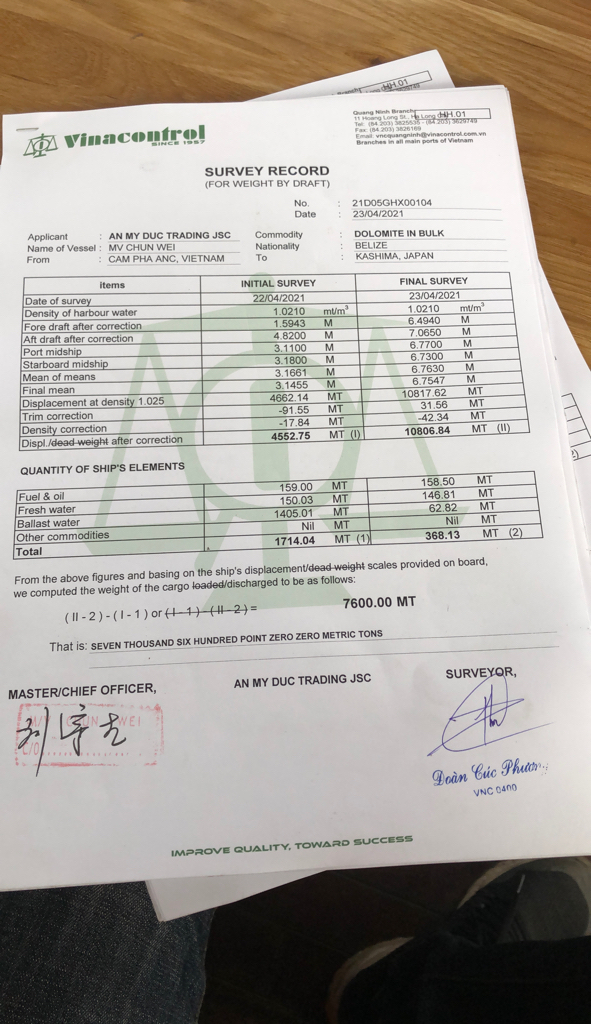 HH.01
Vinacontrol
SINCE 1957
Quang Ninh Branch
HH.01
11 Hoang Long St., Ha Long
Tel: (84.203) 3825535 - (84.203) 3629749
Fax: (84.203) 3826169
Email: vncquangninh@vinacontrol.com.vn
Branches in all main ports of Vietnam
SURVEY RECORD
(FOR WEIGHT BY DRAFT)
No. : 21D05GHX00104
Date : 23/04/2021
Applicant : AN MY DUC TRADING JSC Commodity : DOLOMITE IN BULK
Name of Vessel : MV CHUN WEI Nationality : BELIZE
From : CAM PHA ANC, VIETNAM To : KASHIMA, JAPAN
items INITIAL SURVEY FINAL SURVEY
Date of survey 22/04/2021 23/04/2021
Density of harbour water 1.0210 mt/m³ 1.0210 mt/m³
Fore draft after correction 1.5943 M 6.4940 M
Aft draft after correction 4.8200 M 7.0650 M
Port midship 3.1100 M 6.7700 M
Starboard midship 3.1800 M 6.7300 M
Mean of means 3.1661 M 6.7630 M
Final mean 3.1455 M 6.7547 M
Displacement at density 1.025 4662.14 MT 10817.62 MT
Trim correction -91.55 MT 31.56 MT
Density correction -17.84 MT -42.34 MT
Displ./dead weight after correction 4552.75 MT (I) 10806.84 MT (II)
QUANTITY OF SHIP'S ELEMENTS
Fuel & oil 159.00 MT 158.50 MT
Fresh water 150.03 MT 146.81 MT
Ballast water 1405.01 MT 62.82 MT
Other commodities Nil MT Nil MT
Total 1714.04 MT (1) 368.13 MT (2)
From the above figures and basing on the ship's displacement/dead weight scales provided on board,
we computed the weight of the cargo loaded/discharged to be as follows:
( II - 2 ) - ( I - 1 ) or ( I - 1 ) - ( II - 2 ) = 7600.00 MT
That is: SEVEN THOUSAND SIX HUNDRED POINT ZERO ZERO METRIC TONS
MASTER/CHIEF OFFICER, AN MY DUC TRADING JSC SURVEYOR,
M/V CHUN WEI
C/O
Đoàn Cúc Phương
VNC 0400
IMPROVE QUALITY, TOWARD SUCCESS